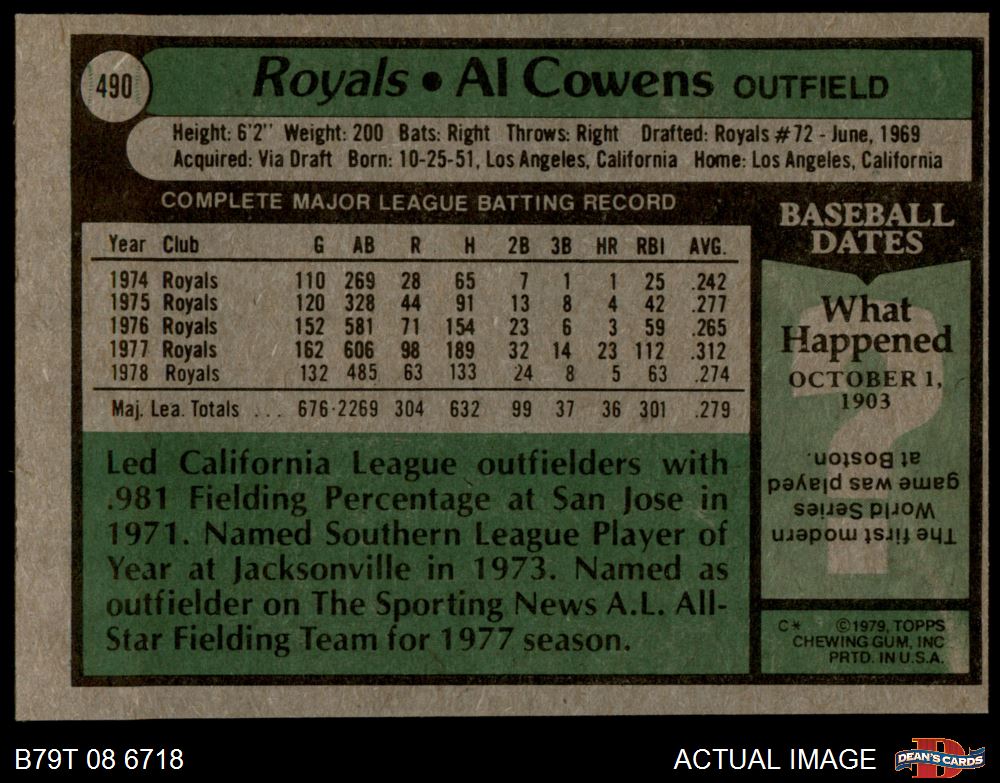 490
Royals • Al Cowens OUTFIELD
Height: 6'2" Weight: 200 Bats: Right Throws: Right Drafted: Royals #72 - June, 1969
Acquired: Via Draft Born: 10-25-51, Los Angeles, California Home: Los Angeles, California
COMPLETE MAJOR LEAGUE BATTING RECORD
Year Club G AB R H 2B 3B HR RBI AVG.
1974 Royals 110 269 28 65 7 1 1 25 .242
1975 Royals 120 328 44 91 13 8 4 42 .277
1976 Royals 152 581 71 154 23 6 3 59 .265
1977 Royals 162 606 98 189 32 14 23 112 .312
1978 Royals 132 485 63 133 24 8 5 63 .274
Maj. Lea. Totals ... 676-2269 304 632 99 37 36 301 .279
Led California League outfielders with
.981 Fielding Percentage at San Jose in
1971. Named Southern League Player of
Year at Jacksonville in 1973. Named as
outfielder on The Sporting News A.L. All-
Star Fielding Team for 1977 season.
BASEBALL
DATES
What
Happened
OCTOBER 1,
1903
?
The first modern
World Series
game was played
at Boston.
C* ©1979, TOPPS
CHEWING GUM, INC
PRTD. IN U.S.A.
B79T 08 6718
ACTUAL IMAGE
D
DEAN'S CARDS